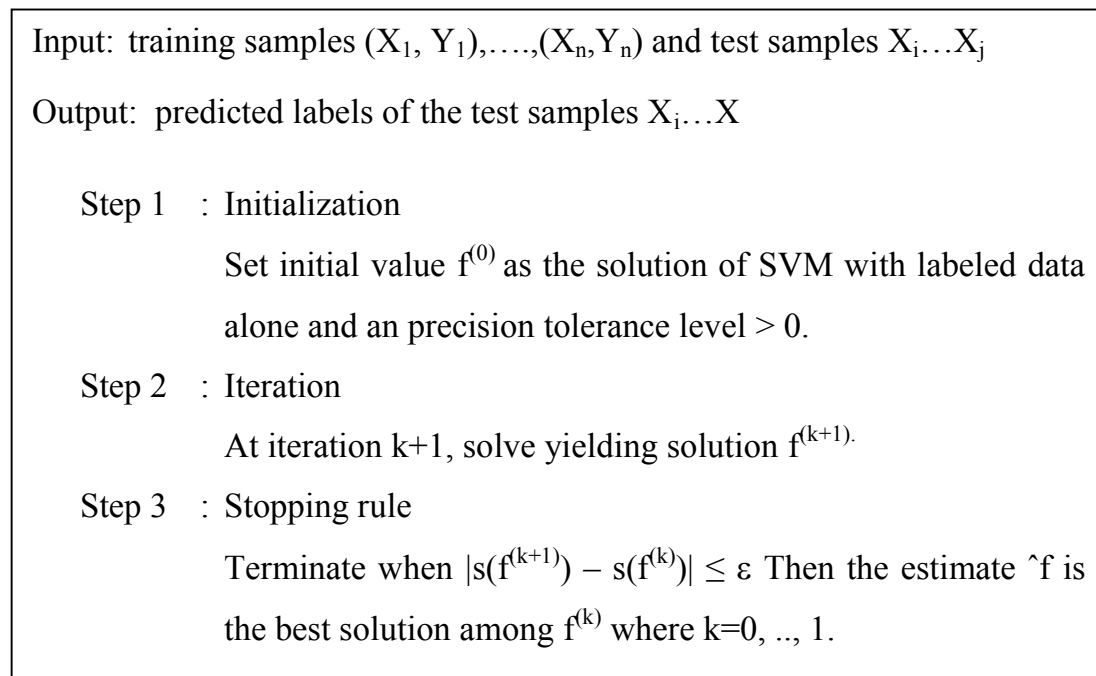 Input: training samples (X₁, Y₁),….,(Xₙ,Yₙ) and test samples Xᵢ…Xⱼ
Output: predicted labels of the test samples Xᵢ…X
Step 1 : Initialization
Set initial value f⁽⁰⁾ as the solution of SVM with labeled data
alone and an precision tolerance level > 0.
Step 2 : Iteration
At iteration k+1, solve yielding solution f⁽ᵏ⁺¹⁾·
Step 3 : Stopping rule
Terminate when |s(f⁽ᵏ⁺¹⁾) – s(f⁽ᵏ⁾)| ≤ ε Then the estimate ˆf is
the best solution among f⁽ᵏ⁾ where k=0, .., 1.